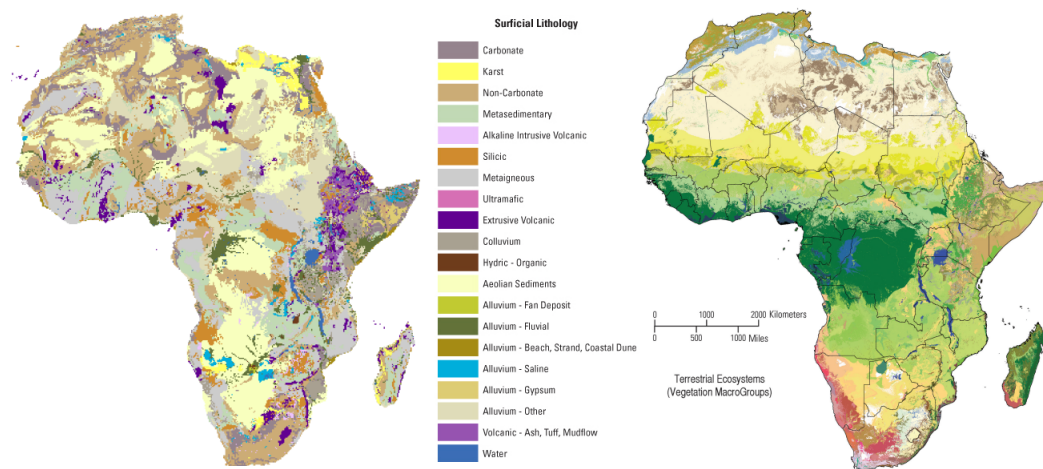 Surficial Lithology
Carbonate
Karst
Non-Carbonate
Metasedimentary
Alkaline Intrusive Volcanic
Silicic
Metaigneous
Ultramafic
Extrusive Volcanic
Colluvium
Hydric - Organic
Aeolian Sediments
Alluvium - Fan Deposit
Alluvium - Fluvial
Alluvium - Beach, Strand, Coastal Dune
Alluvium - Saline
Alluvium - Gypsum
Alluvium - Other
Volcanic - Ash, Tuff, Mudflow
Water
0 1000 2000 Kilometers
0 1000 Miles
Terrestrial Ecosystems
(Vegetation MacroGroups)